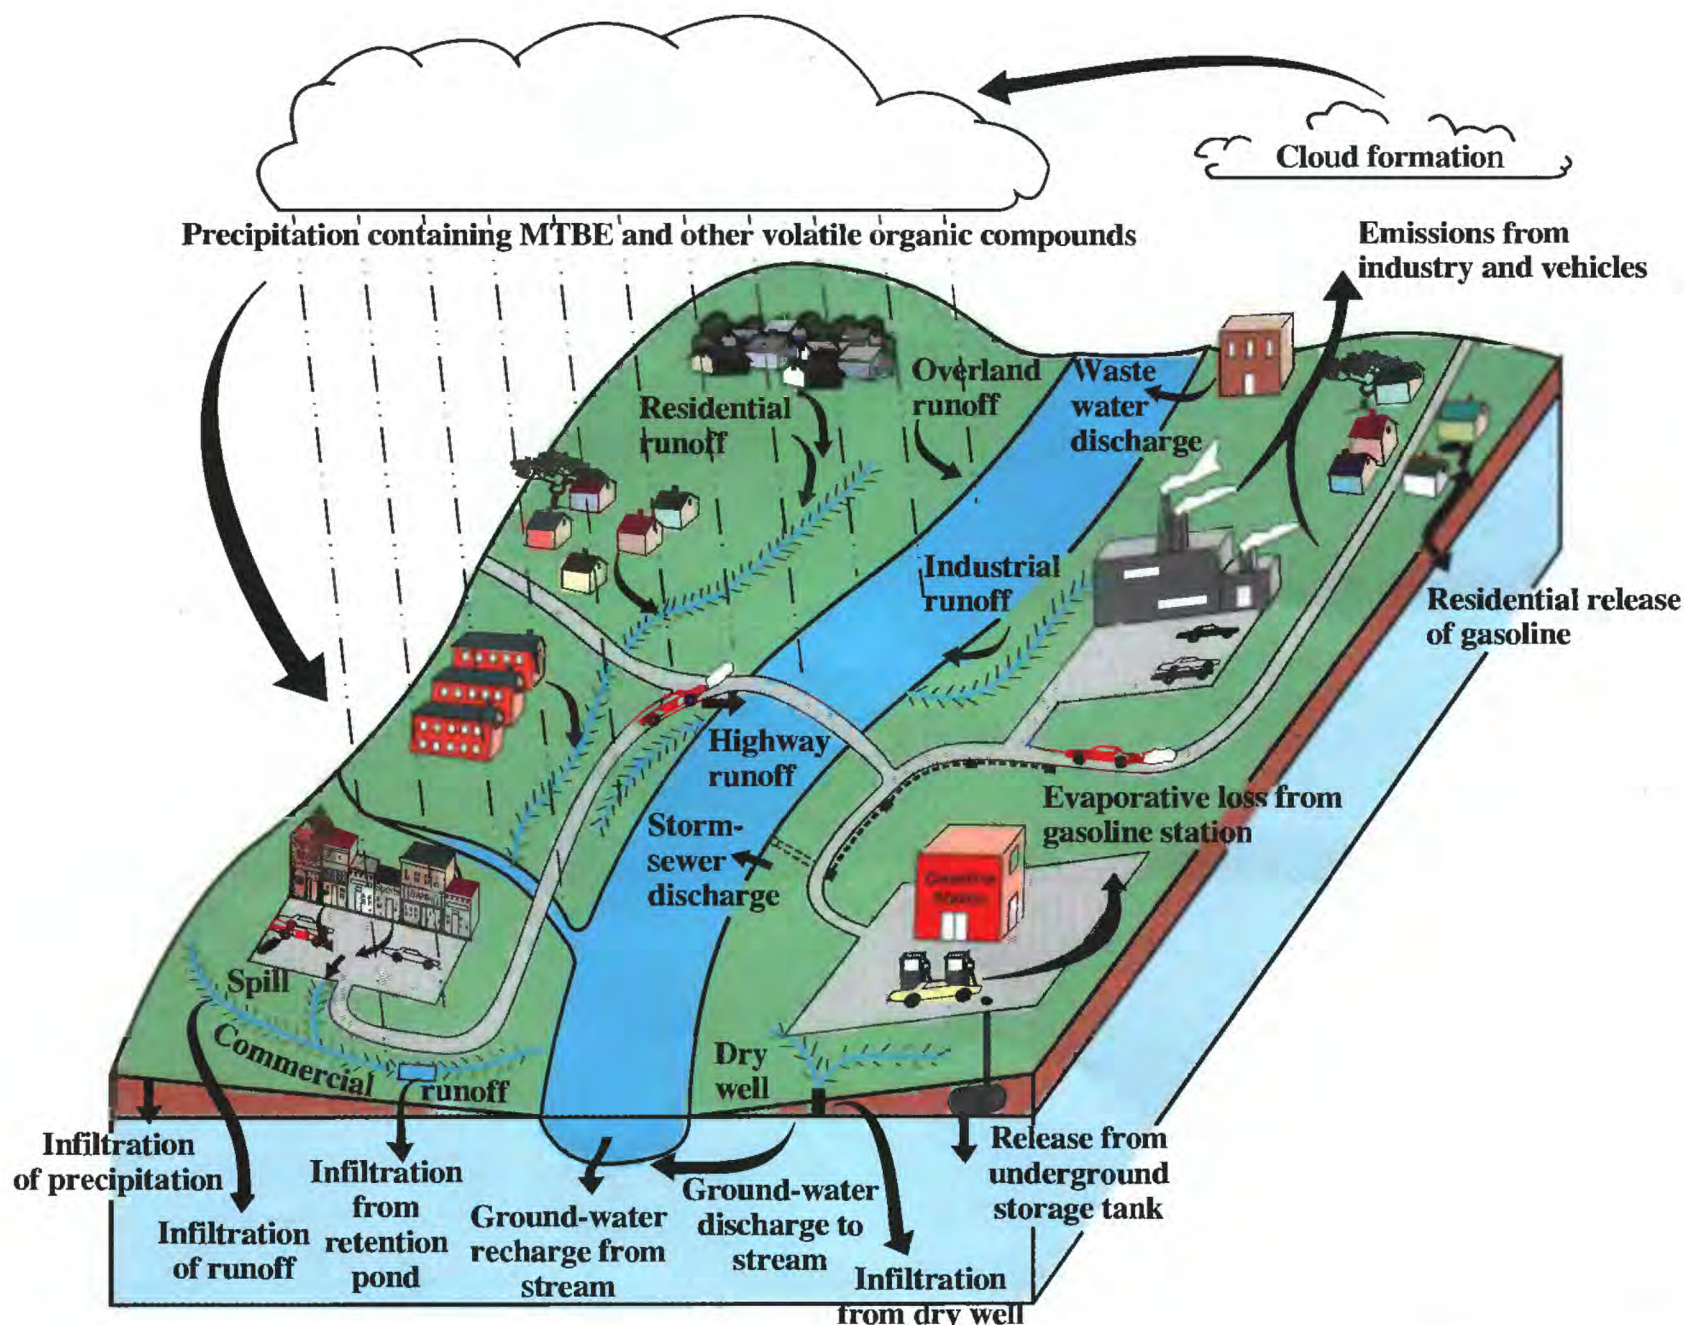 Cloud formation
Precipitation containing MTBE and other volatile organic compounds
Emissions from
industry and vehicles
Overland
runoff
Waste
water
discharge
Residential
runoff
Industrial
runoff
Residential release
of gasoline
Highway
runoff
Evaporative loss from
gasoline station
Storm-
sewer
discharge
Gasoline
Station
Spill
Commercial
runoff
Dry
well
Infiltration
of precipitation
Infiltration
of runoff
Infiltration
from
retention
pond
Ground-water
recharge from
stream
Ground-water
discharge to
stream
Release from
underground
storage tank
Infiltration
from dry well